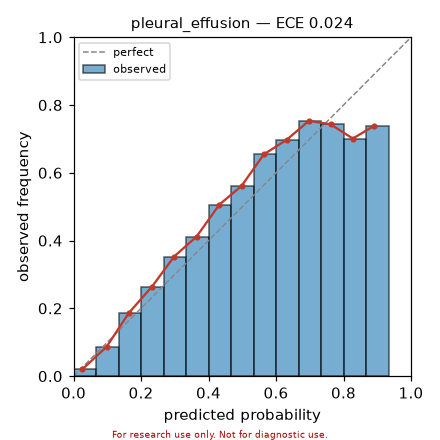 pleural_effusion — ECE 0.024
perfect
observed
observed frequency
1.0
0.8
0.6
0.4
0.2
0.0
0.0 0.2 0.4 0.6 0.8 1.0
predicted probability
For research use only. Not for diagnostic use.